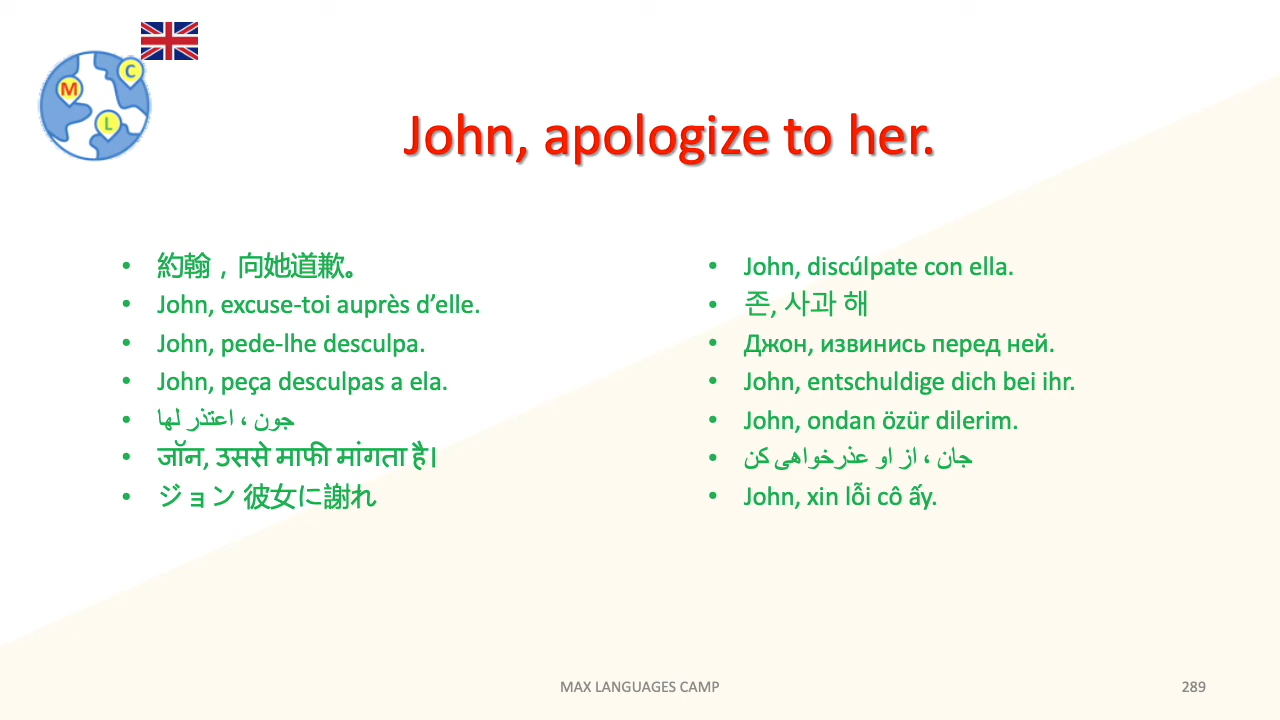 M
C
L
John, apologize to her.
• 約翰，向她道歉。
• John, excuse-toi auprès d’elle.
• John, pede-lhe desculpa.
• John, peça desculpas a ela.
• جون ، اعتذر لها
• जॉन, उससे माफी मांगता है।
• ジョン 彼女に謝れ
• John, discúlpate con ella.
• 존, 사과 해
• Джон, извинись перед ней.
• John, entschuldige dich bei ihr.
• John, ondan özür dilerim.
• جان ، از او عذرخواهی کن
• John, xin lỗi cô ấy.
MAX LANGUAGES CAMP
289